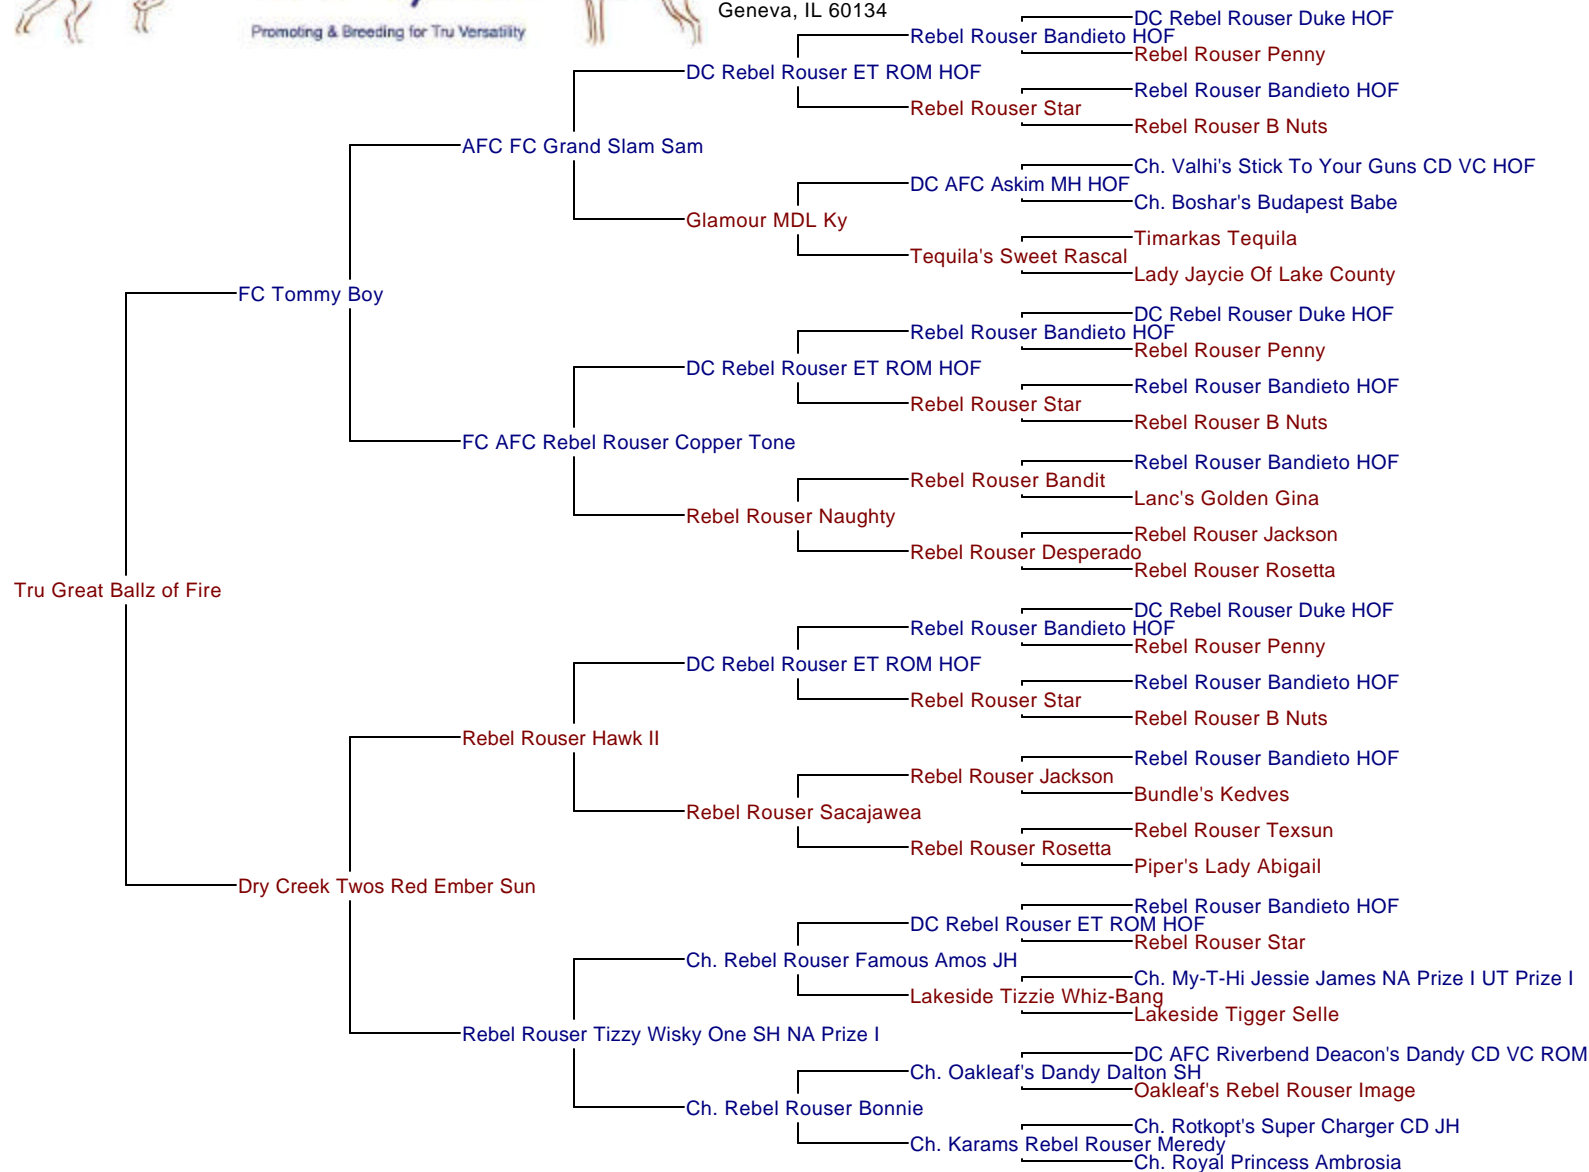 Promoting & Breeding for Tru Versatility
Geneva, IL 60134
DC Rebel Rouser Duke HOF
Rebel Rouser Bandieto HOF
Rebel Rouser Penny
DC Rebel Rouser ET ROM HOF
Rebel Rouser Bandieto HOF
Rebel Rouser Star
Rebel Rouser B Nuts
AFC FC Grand Slam Sam
Ch. Valhi's Stick To Your Guns CD VC HOF
DC AFC Askim MH HOF
Ch. Boshar's Budapest Babe
Glamour MDL Ky
Timarkas Tequila
Tequila's Sweet Rascal
Lady Jaycie Of Lake County
FC Tommy Boy
DC Rebel Rouser Duke HOF
Rebel Rouser Bandieto HOF
Rebel Rouser Penny
DC Rebel Rouser ET ROM HOF
Rebel Rouser Bandieto HOF
Rebel Rouser Star
Rebel Rouser B Nuts
FC AFC Rebel Rouser Copper Tone
Rebel Rouser Bandieto HOF
Rebel Rouser Bandit
Lanc's Golden Gina
Rebel Rouser Naughty
Rebel Rouser Jackson
Rebel Rouser Desperado
Rebel Rouser Rosetta
Tru Great Ballz of Fire
DC Rebel Rouser Duke HOF
Rebel Rouser Bandieto HOF
Rebel Rouser Penny
DC Rebel Rouser ET ROM HOF
Rebel Rouser Bandieto HOF
Rebel Rouser Star
Rebel Rouser B Nuts
Rebel Rouser Hawk II
Rebel Rouser Bandieto HOF
Rebel Rouser Jackson
Bundle's Kedves
Rebel Rouser Sacajawea
Rebel Rouser Texsun
Rebel Rouser Rosetta
Piper's Lady Abigail
Dry Creek Twos Red Ember Sun
Rebel Rouser Bandieto HOF
DC Rebel Rouser ET ROM HOF
Rebel Rouser Star
Ch. Rebel Rouser Famous Amos JH
Ch. My-T-Hi Jessie James NA Prize I UT Prize I
Lakeside Tizzie Whiz-Bang
Lakeside Tigger Selle
Rebel Rouser Tizzy Wisky One SH NA Prize I
DC AFC Riverbend Deacon's Dandy CD VC ROM
Ch. Oakleaf's Dandy Dalton SH
Oakleaf's Rebel Rouser Image
Ch. Rebel Rouser Bonnie
Ch. Rotkopt's Super Charger CD JH
Ch. Karams Rebel Rouser Meredy
Ch. Royal Princess Ambrosia